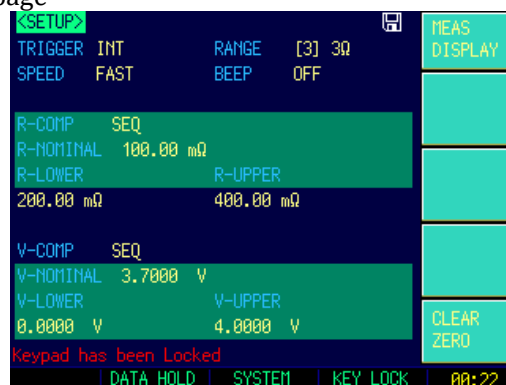 page
<SETUP>
TRIGGER INT RANGE [3] 3Ω
SPEED FAST BEEP OFF
R-COMP SEQ
R-NOMINAL 100.00 mΩ
R-LOWER R-UPPER
200.00 mΩ 400.00 mΩ
V-COMP SEQ
V-NOMINAL 3.7000 V
V-LOWER V-UPPER
0.0000 V 4.0000 V
Keypad has been Locked
MEAS
DISPLAY
CLEAR
ZERO
DATA HOLD SYSTEM KEY LOCK 00:22